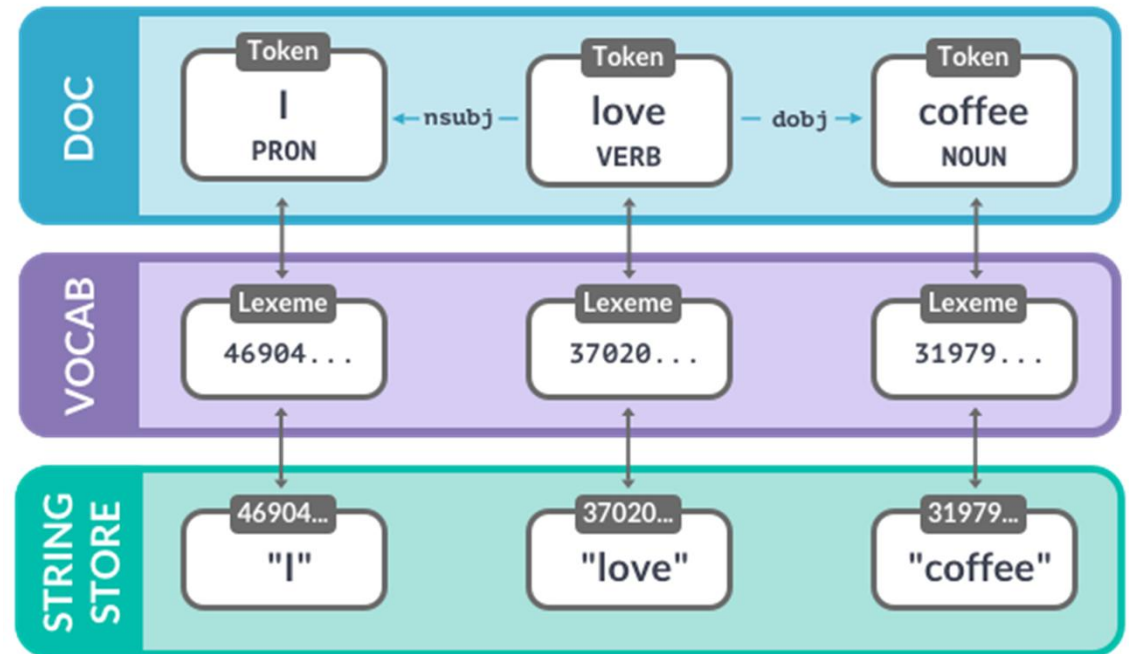 DOC
Token
I
PRON
nsubj
Token
love
VERB
dobj
Token
coffee
NOUN
VOCAB
Lexeme
46904...
Lexeme
37020...
Lexeme
31979...
STRING
STORE
46904...
"I"
37020...
"love"
31979...
"coffee"